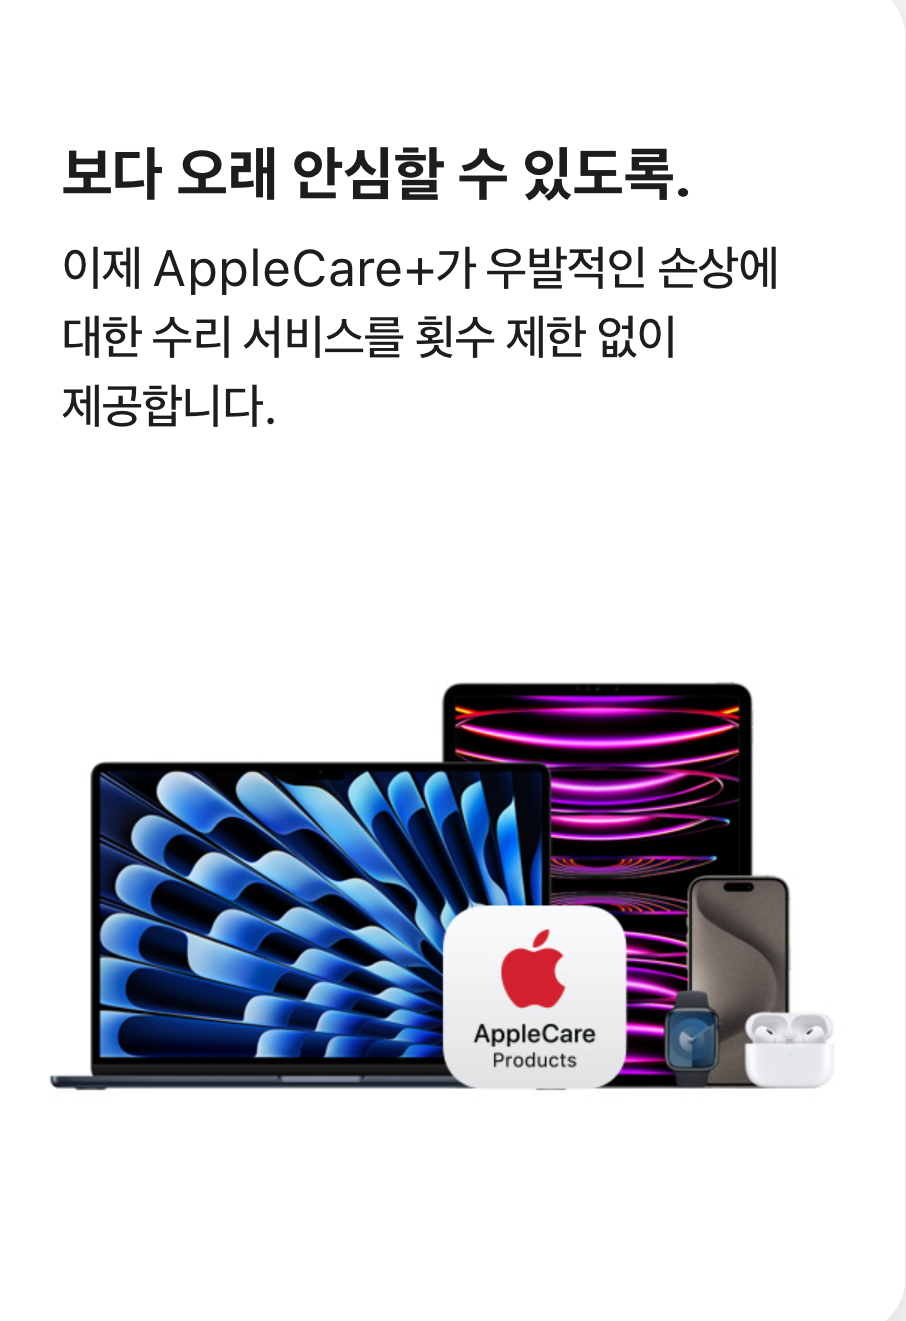 보다 오래 안심할 수 있도록.
이제 AppleCare+가 우발적인 손상에
대한 수리 서비스를 횟수 제한 없이
제공합니다.
AppleCare
Products